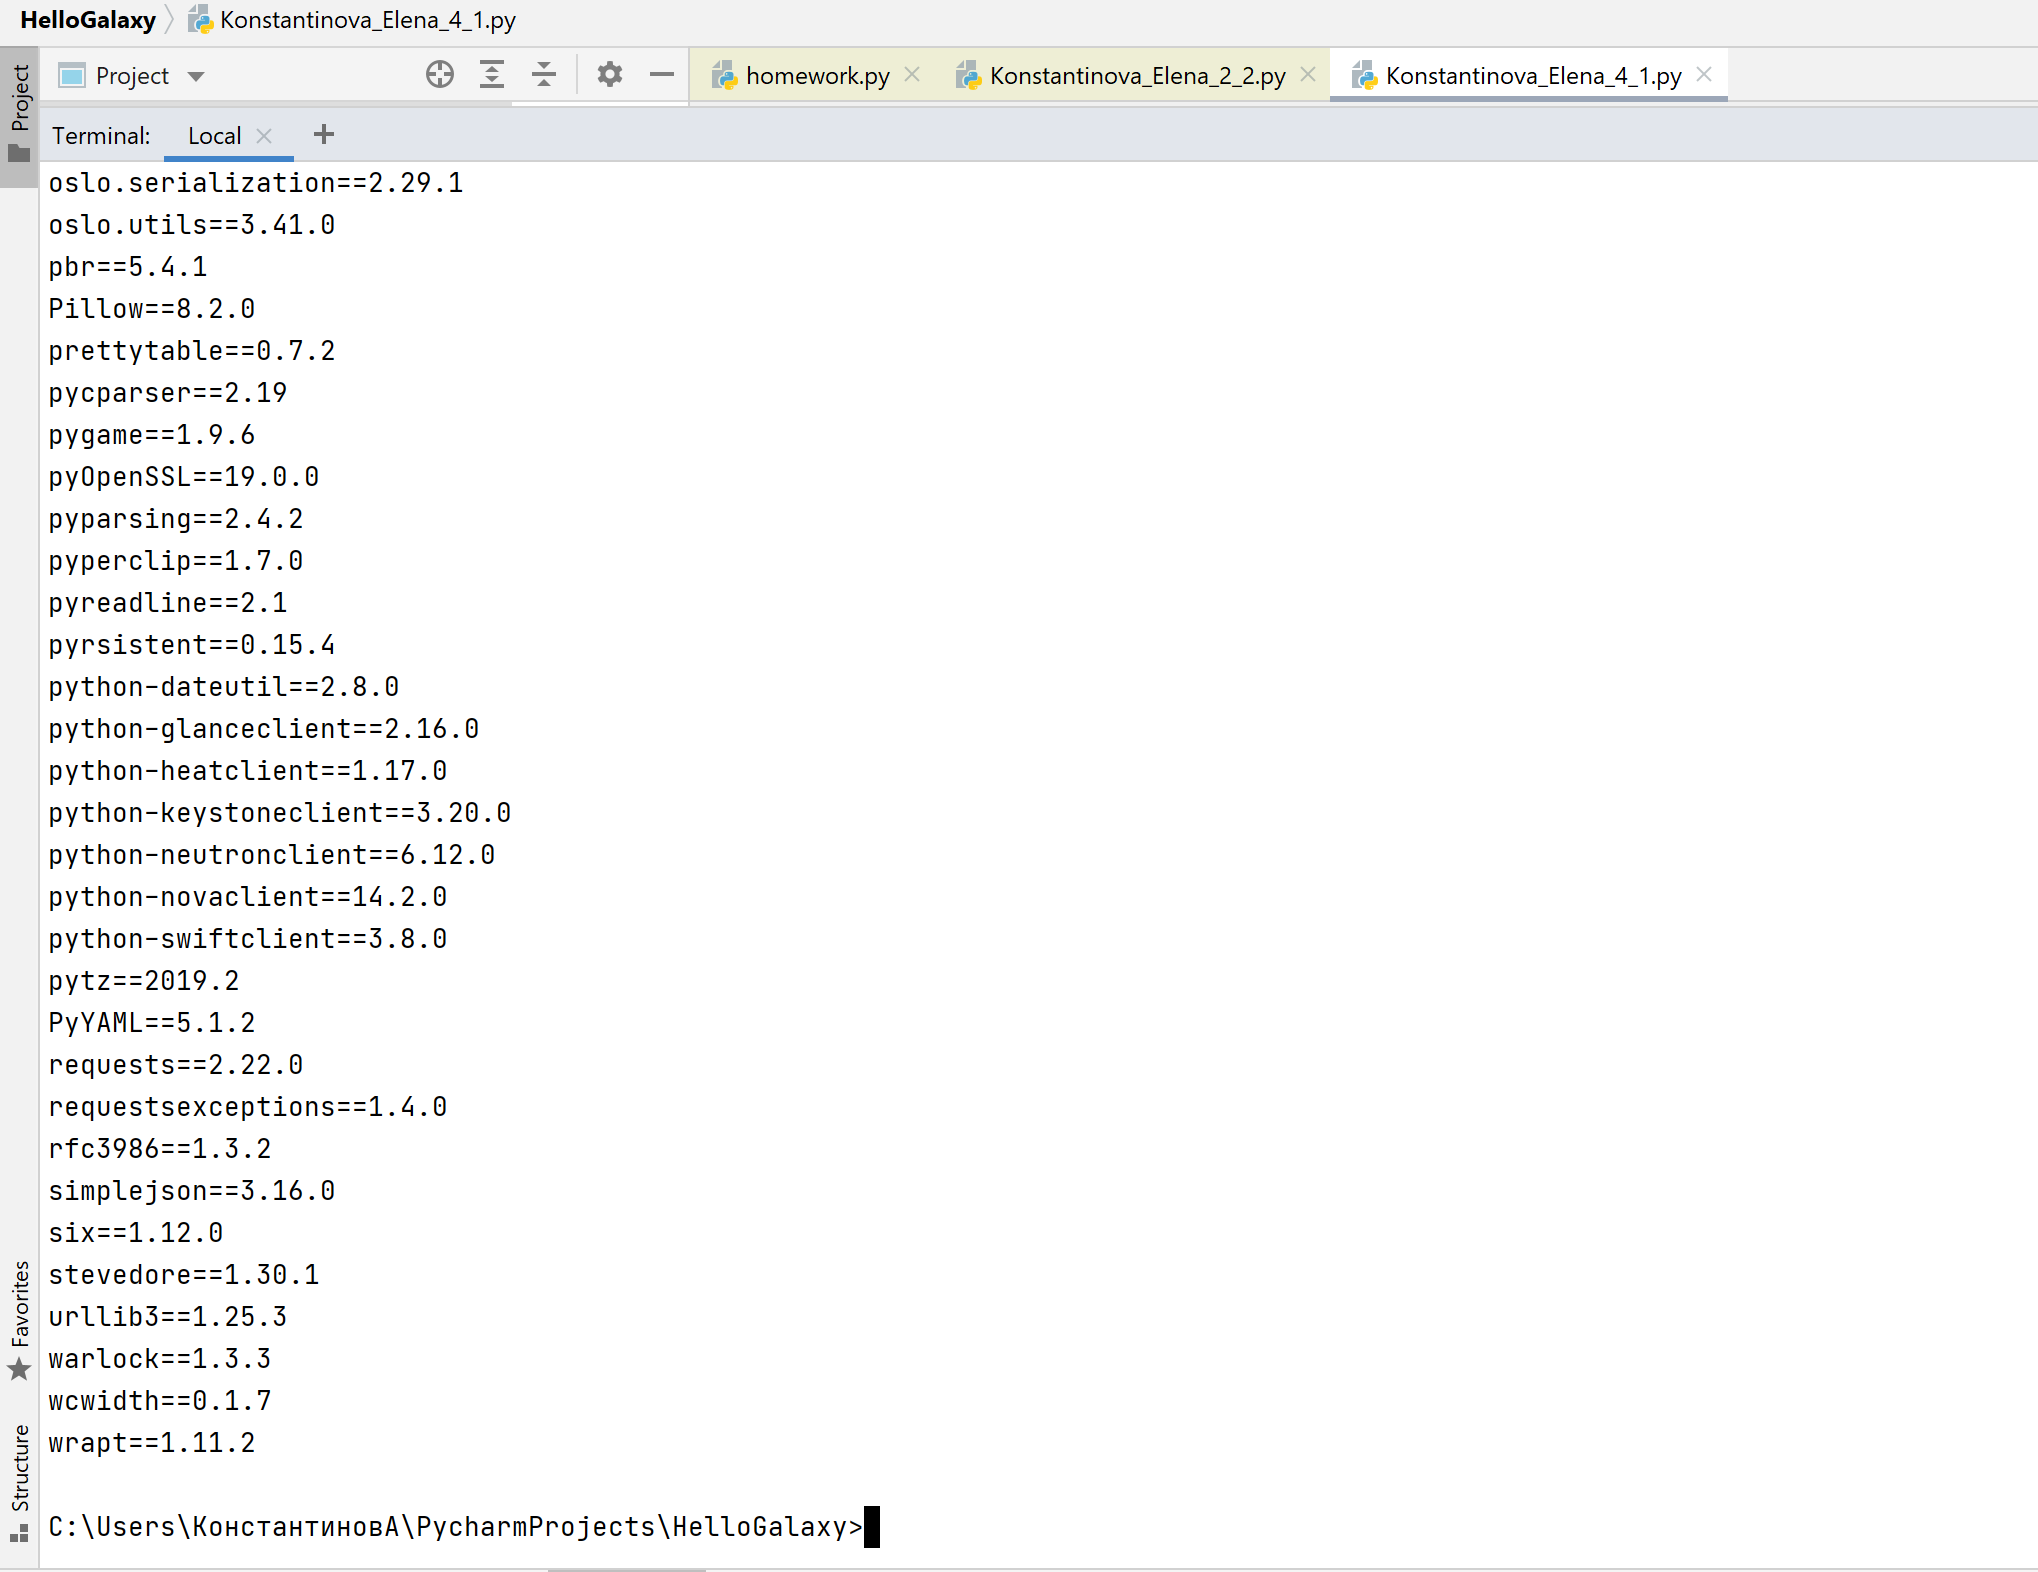 HelloGalaxy Konstantinova_Elena_4_1.py
Project homework.py Konstantinova_Elena_2_2.py Konstantinova_Elena_4_1.py
Project
Terminal: Local
oslo.serialization==2.29.1
oslo.utils==3.41.0
pbr==5.4.1
Pillow==8.2.0
prettytable==0.7.2
pycparser==2.19
pygame==1.9.6
pyOpenSSL==19.0.0
pyparsing==2.4.2
pyperclip==1.7.0
pyreadline==2.1
pyrsistent==0.15.4
python-dateutil==2.8.0
python-glanceclient==2.16.0
python-heatclient==1.17.0
python-keystoneclient==3.20.0
python-neutronclient==6.12.0
python-novaclient==14.2.0
python-swiftclient==3.8.0
pytz==2019.2
PyYAML==5.1.2
requests==2.22.0
requestsexceptions==1.4.0
rfc3986==1.3.2
simplejson==3.16.0
six==1.12.0
stevedore==1.30.1
urllib3==1.25.3
warlock==1.3.3
wcwidth==0.1.7
wrapt==1.11.2
C:\Users\КонстантиновА\PycharmProjects\HelloGalaxy>
Favorites
Structure